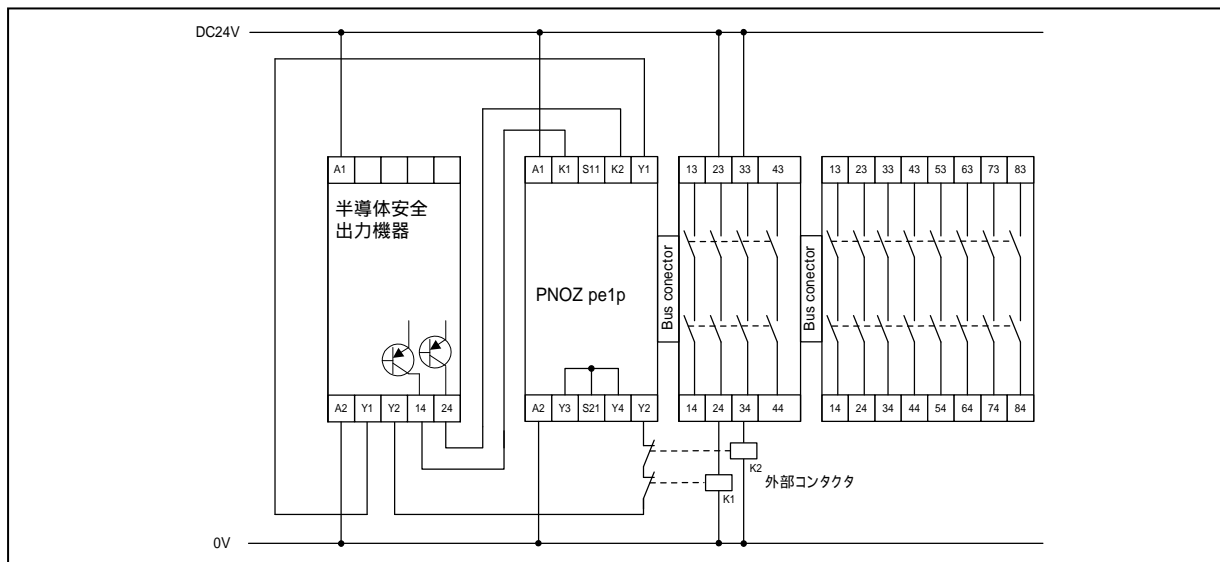 DC24V
A1
A1 K1 S11 K2 Y1
13 23 33 43
13 23 33 43 53 63 73 83
半導体安全
出力機器
PNOZ pe1p
Bus conector
Bus conector
A2 Y1 Y2 14 24
A2 Y3 S21 Y4 Y2
14 24 34 44
14 24 34 44 54 64 74 84
K2
外部コンタクタ
K1
0V